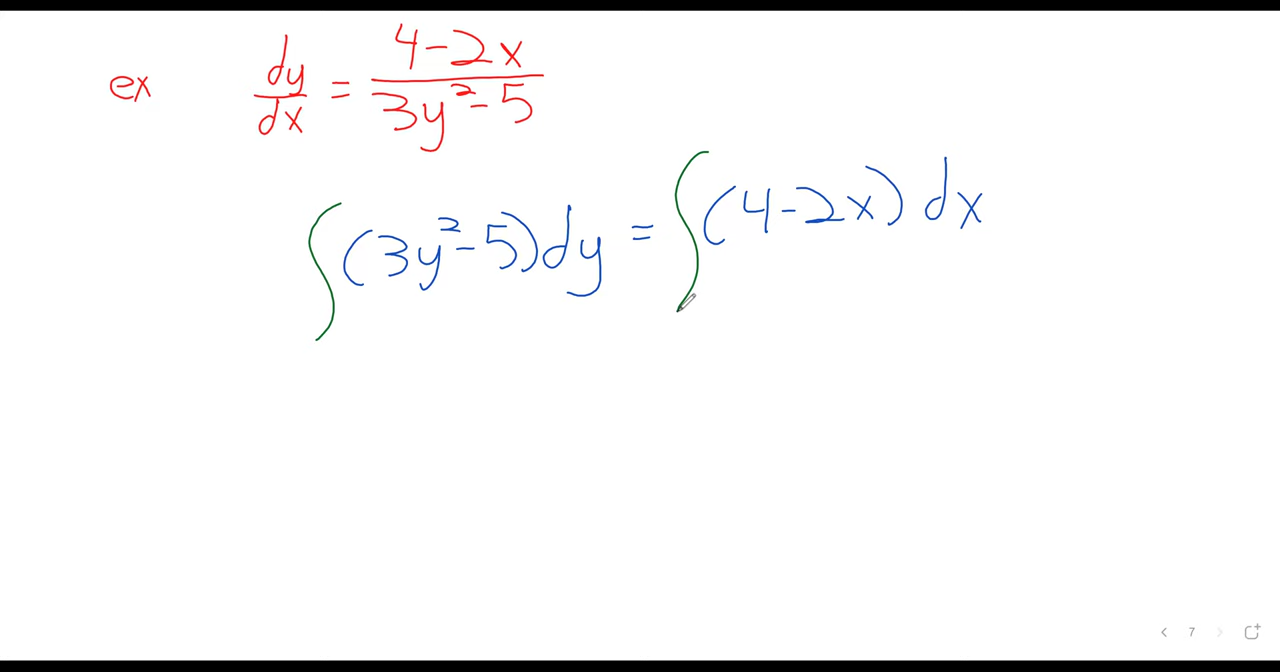 ex dy/dx = (4-2x)/(3y²-5)
∫(3y²-5)dy = ∫(4-2x)dx
< 7 >